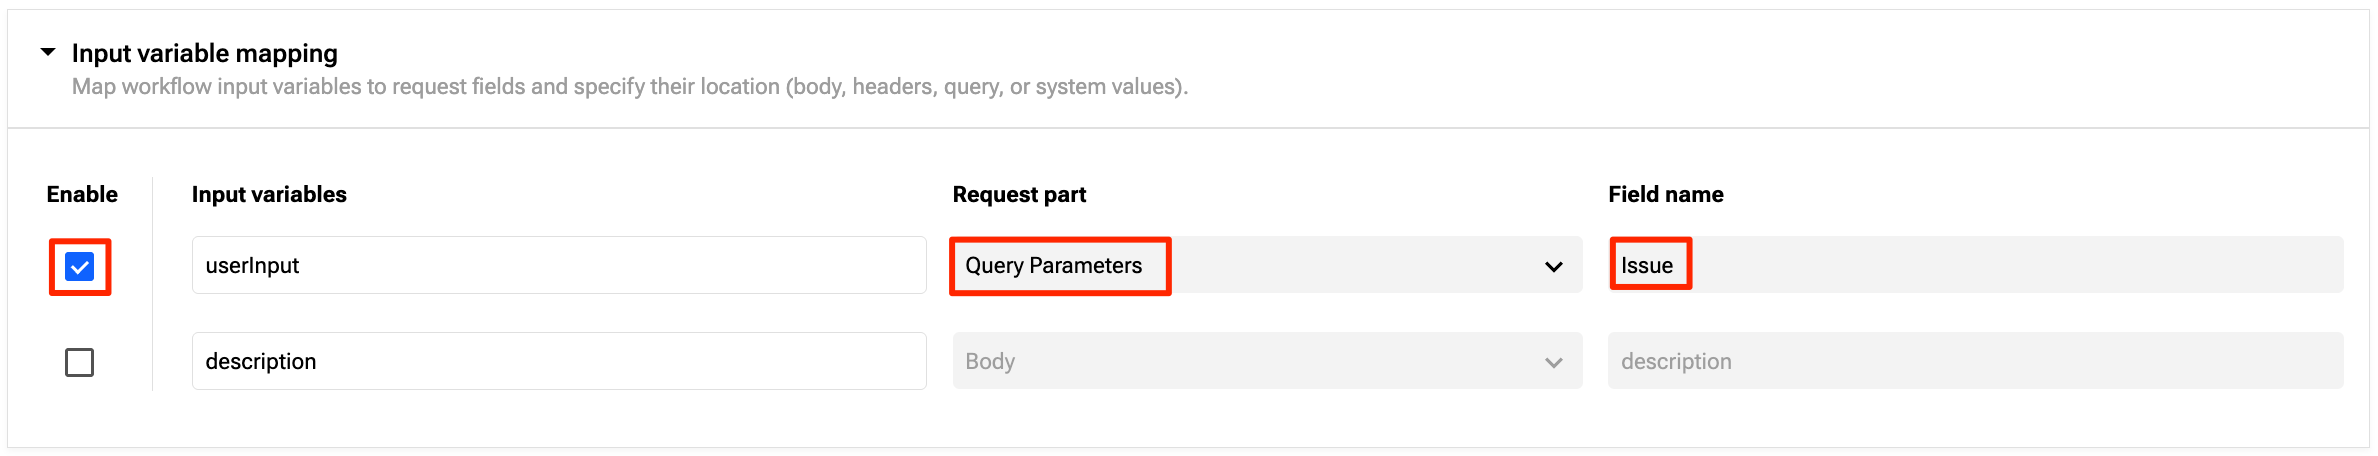 Input variable mapping
Map workflow input variables to request fields and specify their location (body, headers, query, or system values).
Enable Input variables Request part Field name
userInput Query Parameters Issue
description Body description